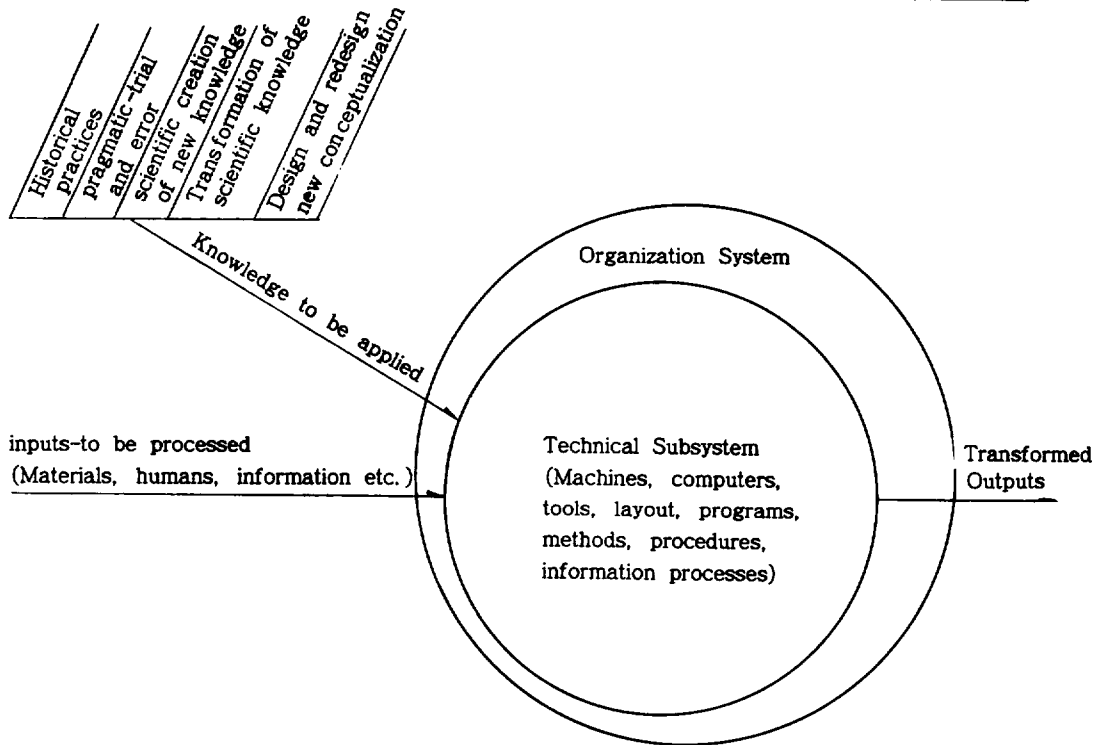 Historical
practices
pragmatic-trial
and error
scientific creation
of new knowledge
Transformation of
scientific knowledge
Design and redesign
new conceptualization
Knowledge to be applied
Organization System
inputs-to be processed
(Materials, humans, information etc.)
Technical Subsystem
(Machines, computers,
tools, layout, programs,
methods, procedures,
information processes)
Transformed
Outputs